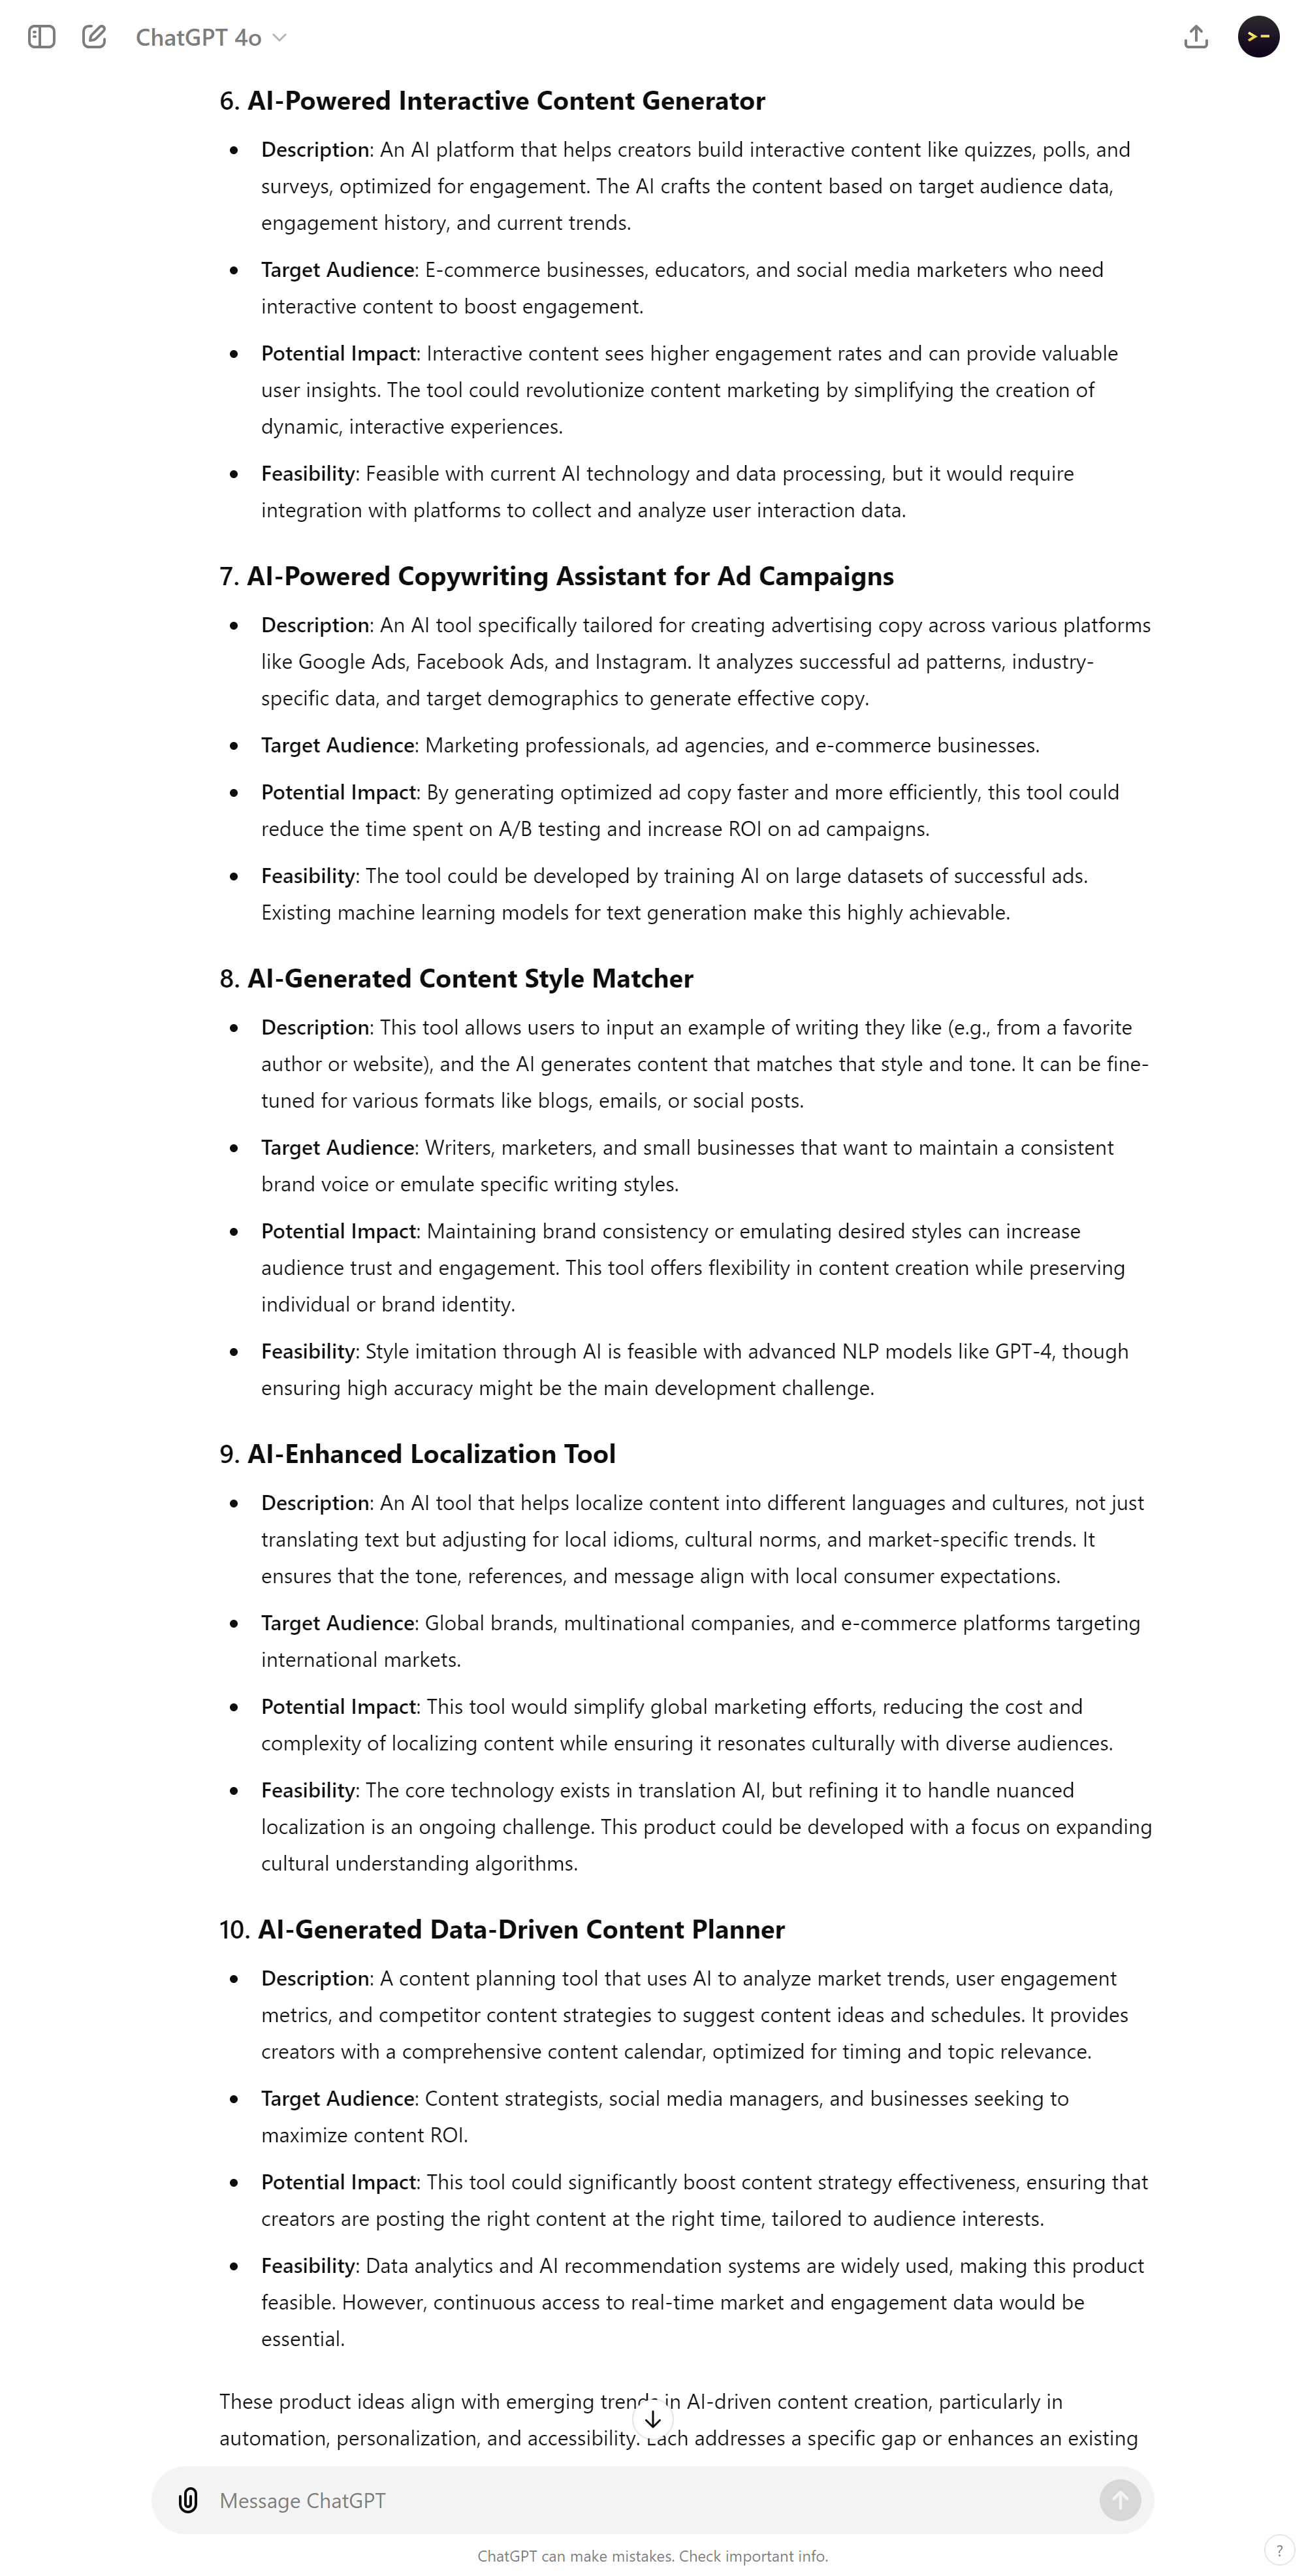 ChatGPT 4o
6. AI-Powered Interactive Content Generator
• Description: An AI platform that helps creators build interactive content like quizzes, polls, and
surveys, optimized for engagement. The AI crafts the content based on target audience data,
engagement history, and current trends.
• Target Audience: E-commerce businesses, educators, and social media marketers who need
interactive content to boost engagement.
• Potential Impact: Interactive content sees higher engagement rates and can provide valuable
user insights. The tool could revolutionize content marketing by simplifying the creation of
dynamic, interactive experiences.
• Feasibility: Feasible with current AI technology and data processing, but it would require
integration with platforms to collect and analyze user interaction data.
7. AI-Powered Copywriting Assistant for Ad Campaigns
• Description: An AI tool specifically tailored for creating advertising copy across various platforms
like Google Ads, Facebook Ads, and Instagram. It analyzes successful ad patterns, industry-
specific data, and target demographics to generate effective copy.
• Target Audience: Marketing professionals, ad agencies, and e-commerce businesses.
• Potential Impact: By generating optimized ad copy faster and more efficiently, this tool could
reduce the time spent on A/B testing and increase ROI on ad campaigns.
• Feasibility: The tool could be developed by training AI on large datasets of successful ads.
Existing machine learning models for text generation make this highly achievable.
8. AI-Generated Content Style Matcher
• Description: This tool allows users to input an example of writing they like (e.g., from a favorite
author or website), and the AI generates content that matches that style and tone. It can be fine-
tuned for various formats like blogs, emails, or social posts.
• Target Audience: Writers, marketers, and small businesses that want to maintain a consistent
brand voice or emulate specific writing styles.
• Potential Impact: Maintaining brand consistency or emulating desired styles can increase
audience trust and engagement. This tool offers flexibility in content creation while preserving
individual or brand identity.
• Feasibility: Style imitation through AI is feasible with advanced NLP models like GPT-4, though
ensuring high accuracy might be the main development challenge.
9. AI-Enhanced Localization Tool
• Description: An AI tool that helps localize content into different languages and cultures, not just
translating text but adjusting for local idioms, cultural norms, and market-specific trends. It
ensures that the tone, references, and message align with local consumer expectations.
• Target Audience: Global brands, multinational companies, and e-commerce platforms targeting
international markets.
• Potential Impact: This tool would simplify global marketing efforts, reducing the cost and
complexity of localizing content while ensuring it resonates culturally with diverse audiences.
• Feasibility: The core technology exists in translation AI, but refining it to handle nuanced
localization is an ongoing challenge. This product could be developed with a focus on expanding
cultural understanding algorithms.
10. AI-Generated Data-Driven Content Planner
• Description: A content planning tool that uses AI to analyze market trends, user engagement
metrics, and competitor content strategies to suggest content ideas and schedules. It provides
creators with a comprehensive content calendar, optimized for timing and topic relevance.
• Target Audience: Content strategists, social media managers, and businesses seeking to
maximize content ROI.
• Potential Impact: This tool could significantly boost content strategy effectiveness, ensuring that
creators are posting the right content at the right time, tailored to audience interests.
• Feasibility: Data analytics and AI recommendation systems are widely used, making this product
feasible. However, continuous access to real-time market and engagement data would be
essential.
These product ideas align with emerging trends in AI-driven content creation, particularly in
automation, personalization, and accessibility. Each addresses a specific gap or enhances an existing
Message ChatGPT
ChatGPT can make mistakes. Check important info.
?